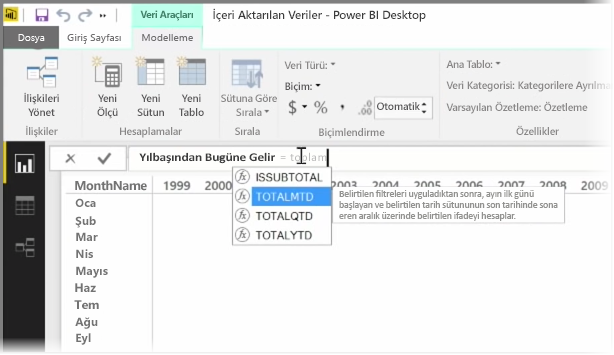 Veri Araçları
İçeri Aktarılan Veriler - Power BI Desktop
Dosya Giriş Sayfası Modelleme
İlişkileri Yönet
Yeni Ölçü
Yeni Sütun
Yeni Tablo
Sütuna Göre Sırala
Veri Türü:
Biçim:
$ % , .00 Otomatik
Ana Tablo:
Veri Kategorisi: Kategorilere Ayrılma
Varsayılan Özetleme: Özetleme
İlişkiler Hesaplamalar Biçimlendirme Özellikler
Yılbaşından Bugüne Gelir = toplam
MonthName 1999 2000 2003 2004 2005 2006 2007 2008 2009
ISSUBTOTAL
TOTALMTD
TOTALQTD
TOTALYTD
Belirtilen filtreleri uyguladıktan sonra, ayın ilk günü
başlayan ve belirtilen tarih sütununun son tarihinde sona
eren aralık üzerinde belirtilen ifadeyi hesaplar.
Oca
Şub
Mar
Nis
Mayıs
Haz
Tem
Ağu
Eyl